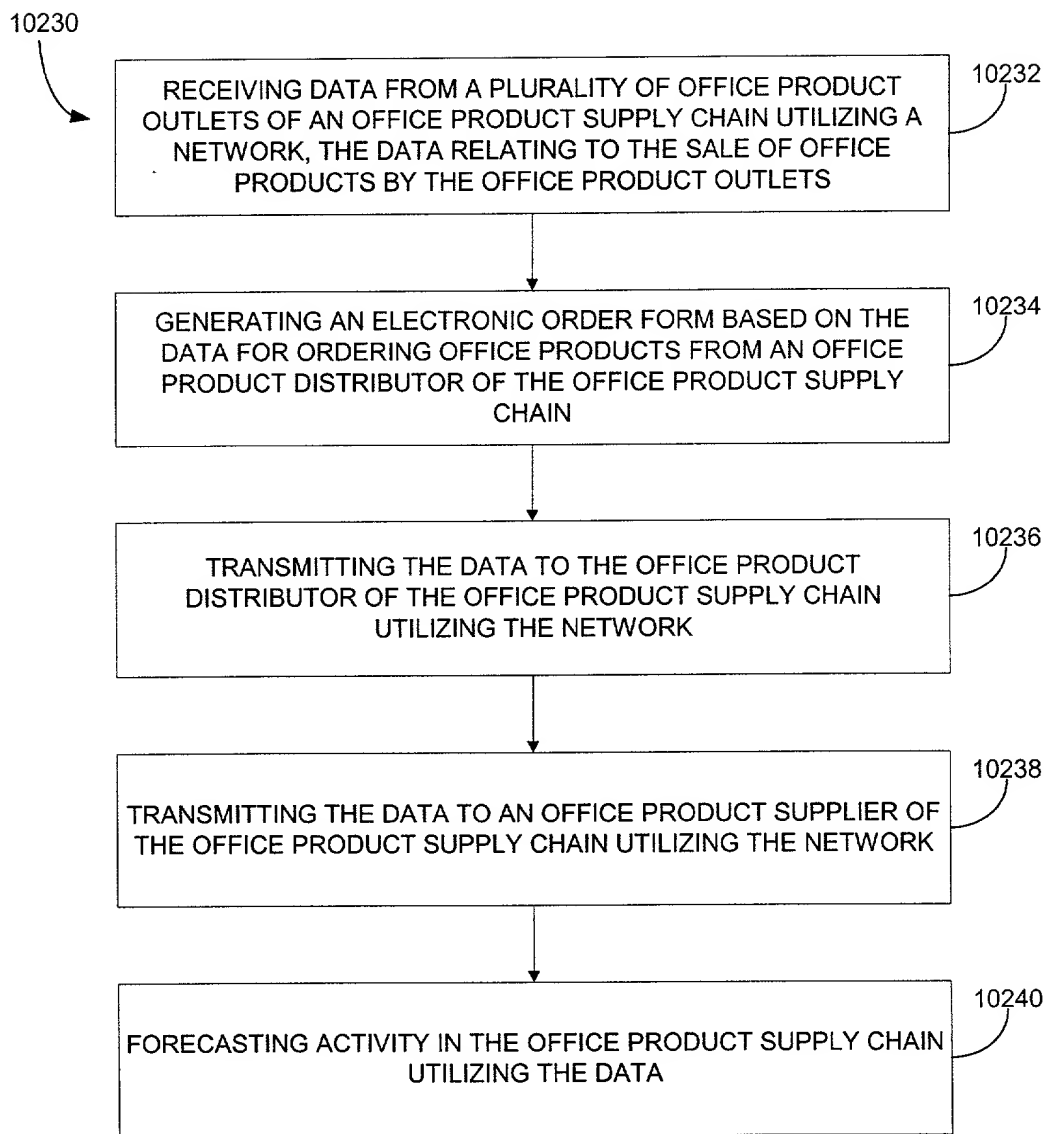 10230
10232
RECEIVING DATA FROM A PLURALITY OF OFFICE PRODUCT
OUTLETS OF AN OFFICE PRODUCT SUPPLY CHAIN UTILIZING A
NETWORK, THE DATA RELATING TO THE SALE OF OFFICE
PRODUCTS BY THE OFFICE PRODUCT OUTLETS
10234
GENERATING AN ELECTRONIC ORDER FORM BASED ON THE
DATA FOR ORDERING OFFICE PRODUCTS FROM AN OFFICE
PRODUCT DISTRIBUTOR OF THE OFFICE PRODUCT SUPPLY
CHAIN
10236
TRANSMITTING THE DATA TO THE OFFICE PRODUCT
DISTRIBUTOR OF THE OFFICE PRODUCT SUPPLY CHAIN
UTILIZING THE NETWORK
10238
TRANSMITTING THE DATA TO AN OFFICE PRODUCT SUPPLIER OF
THE OFFICE PRODUCT SUPPLY CHAIN UTILIZING THE NETWORK
10240
FORECASTING ACTIVITY IN THE OFFICE PRODUCT SUPPLY CHAIN
UTILIZING THE DATA